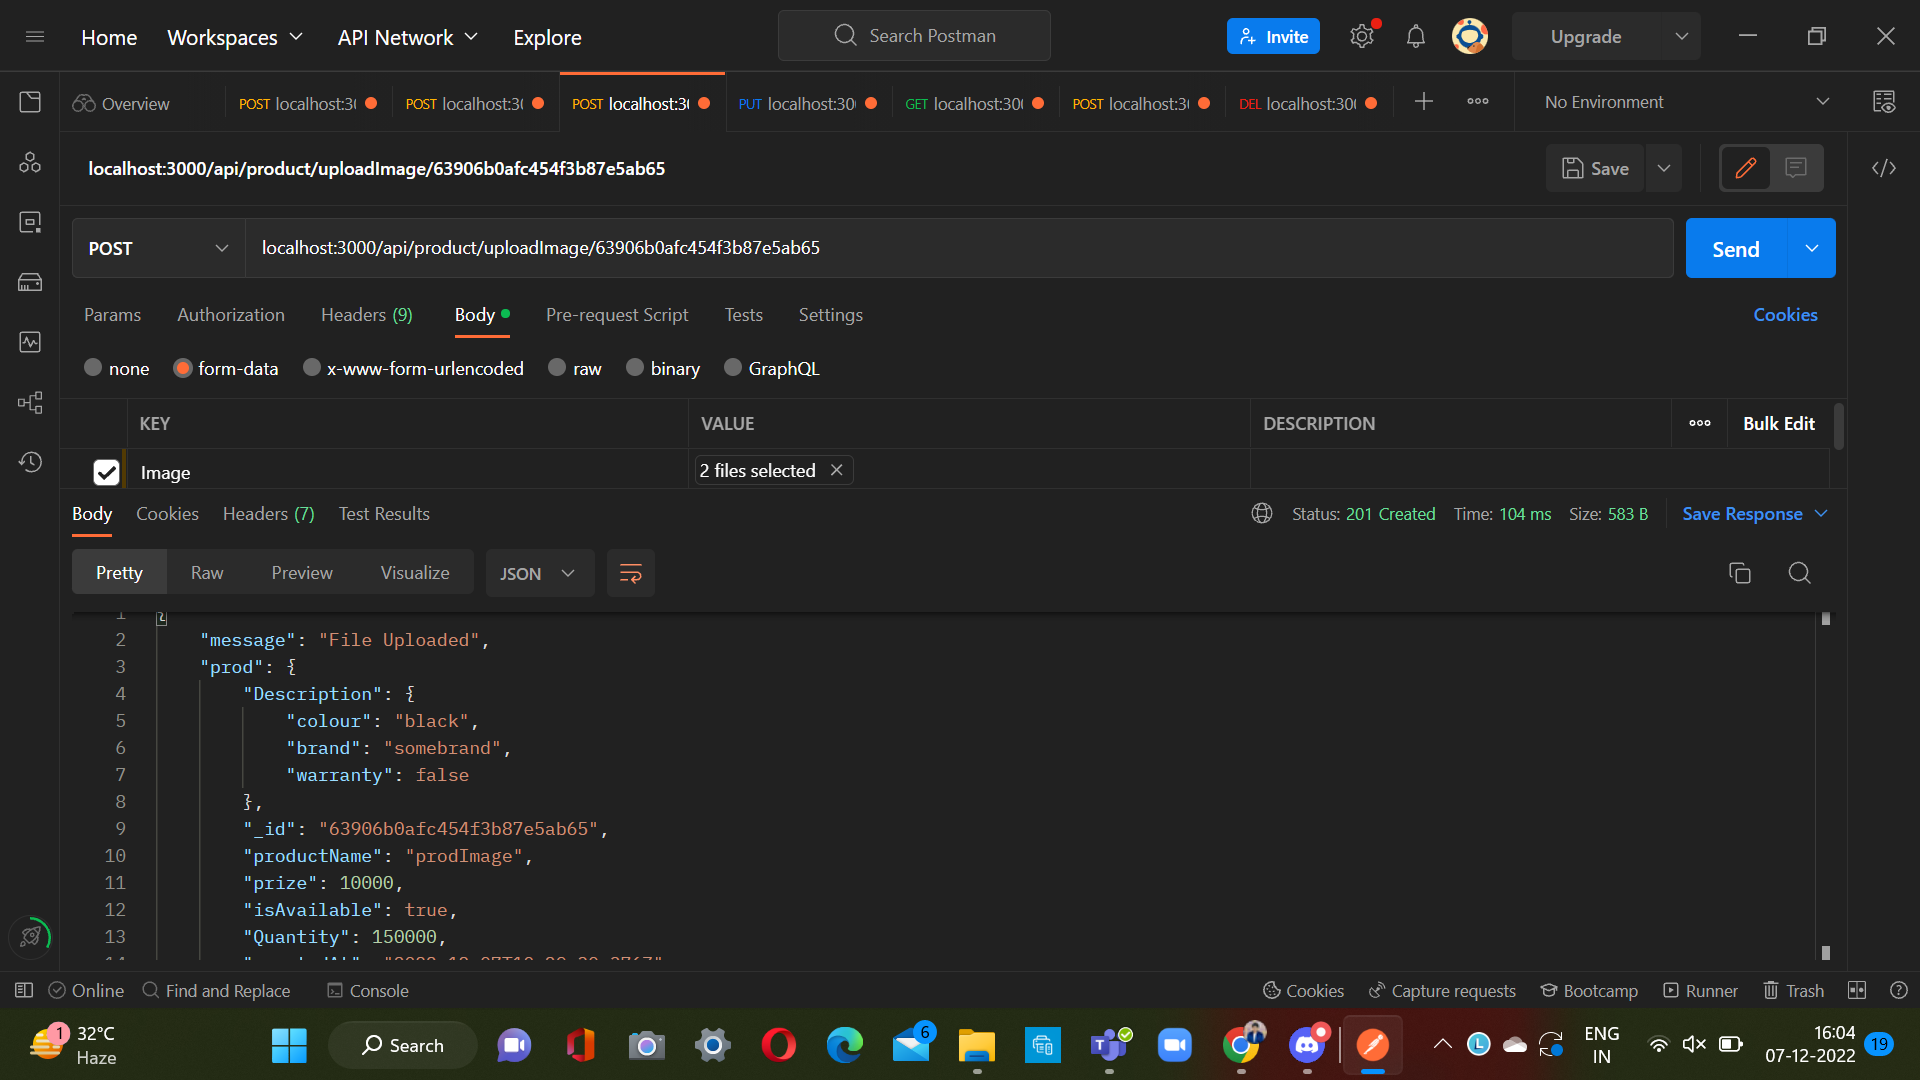 Home Workspaces API Network Explore Search Postman Invite Upgrade
Overview POST localhost:3 POST localhost:3 POST localhost:3 PUT localhost:30 GET localhost:30 POST localhost:3 DEL localhost:30 No Environment
localhost:3000/api/product/uploadImage/63906b0afc454f3b87e5ab65 Save
POST localhost:3000/api/product/uploadImage/63906b0afc454f3b87e5ab65 Send
Params Authorization Headers (9) Body Pre-request Script Tests Settings Cookies
none form-data x-www-form-urlencoded raw binary GraphQL
KEY VALUE DESCRIPTION Bulk Edit
Image 2 files selected
Body Cookies Headers (7) Test Results Status: 201 Created Time: 104 ms Size: 583 B Save Response
Pretty Raw Preview Visualize JSON
1 {
2 "message": "File Uploaded",
3 "prod": {
4 "Description": {
5 "colour": "black",
6 "brand": "somebrand",
7 "warranty": false
8 },
9 "_id": "63906b0afc454f3b87e5ab65",
10 "productName": "prodImage",
11 "prize": 10000,
12 "isAvailable": true,
13 "Quantity": 150000,
Online Find and Replace Console Cookies Capture requests Bootcamp Runner Trash
1 32°C Search 6 L ENG 16:04 19
Haze IN 07-12-2022